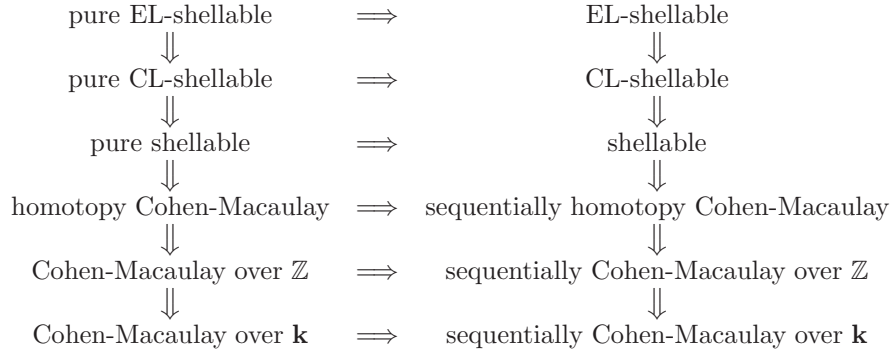 pure EL-shellable ⟹ EL-shellable
⇓ ⇓
pure CL-shellable ⟹ CL-shellable
⇓ ⇓
pure shellable ⟹ shellable
⇓ ⇓
homotopy Cohen-Macaulay ⟹ sequentially homotopy Cohen-Macaulay
⇓ ⇓
Cohen-Macaulay over ℤ ⟹ sequentially Cohen-Macaulay over ℤ
⇓ ⇓
Cohen-Macaulay over k ⟹ sequentially Cohen-Macaulay over k